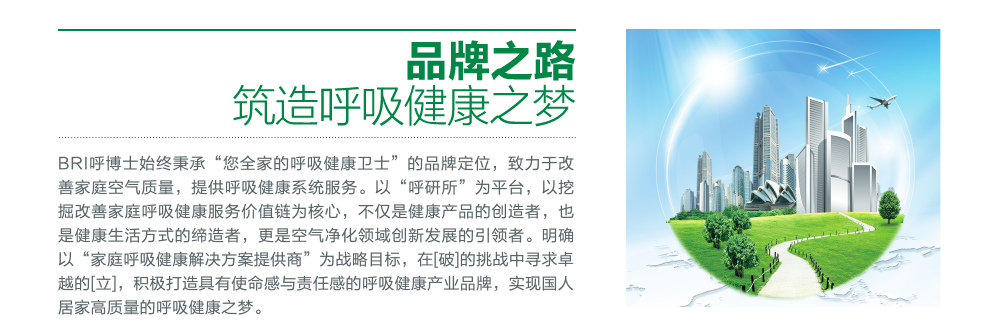 品牌之路
筑造呼吸健康之梦
BRI呼博士始终秉承“您全家的呼吸健康卫士”的品牌定位，致力于改
善家庭空气质量，提供呼吸健康系统服务。以“呼研所”为平台，以挖
掘改善家庭呼吸健康服务价值链为核心，不仅是健康产品的创造者，也
是健康生活方式的缔造者，更是空气净化领域创新发展的引领者。明确
以“家庭呼吸健康解决方案提供商”为战略目标，在[破]的挑战中寻求卓
越的[立]，积极打造具有使命感与责任感的呼吸健康产业品牌，实现国人
居家高质量的呼吸健康之梦。